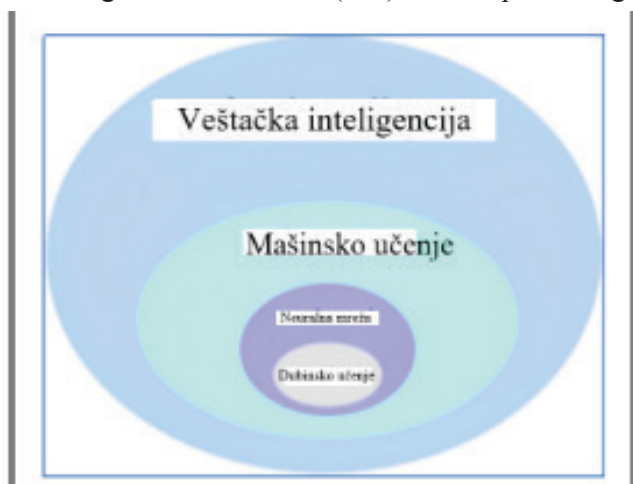 Veštačka inteligencija
Mašinsko učenje
Neuralna mreža
Dubinsko učenje